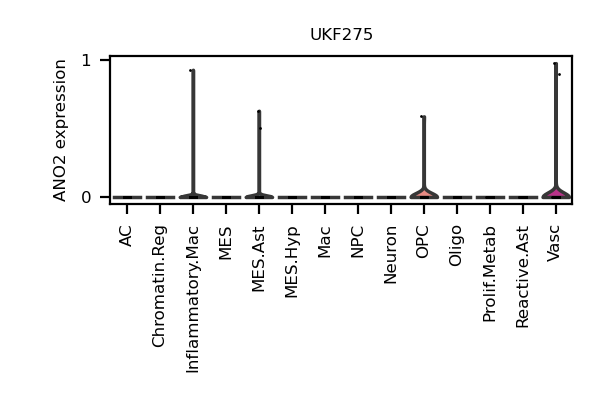 UKF275
ANO2 expression
1
0
AC
Chromatin.Reg
Inflammatory.Mac
MES
MES.Ast
MES.Hyp
Mac
NPC
Neuron
OPC
Oligo
Prolif.Metab
Reactive.Ast
Vasc